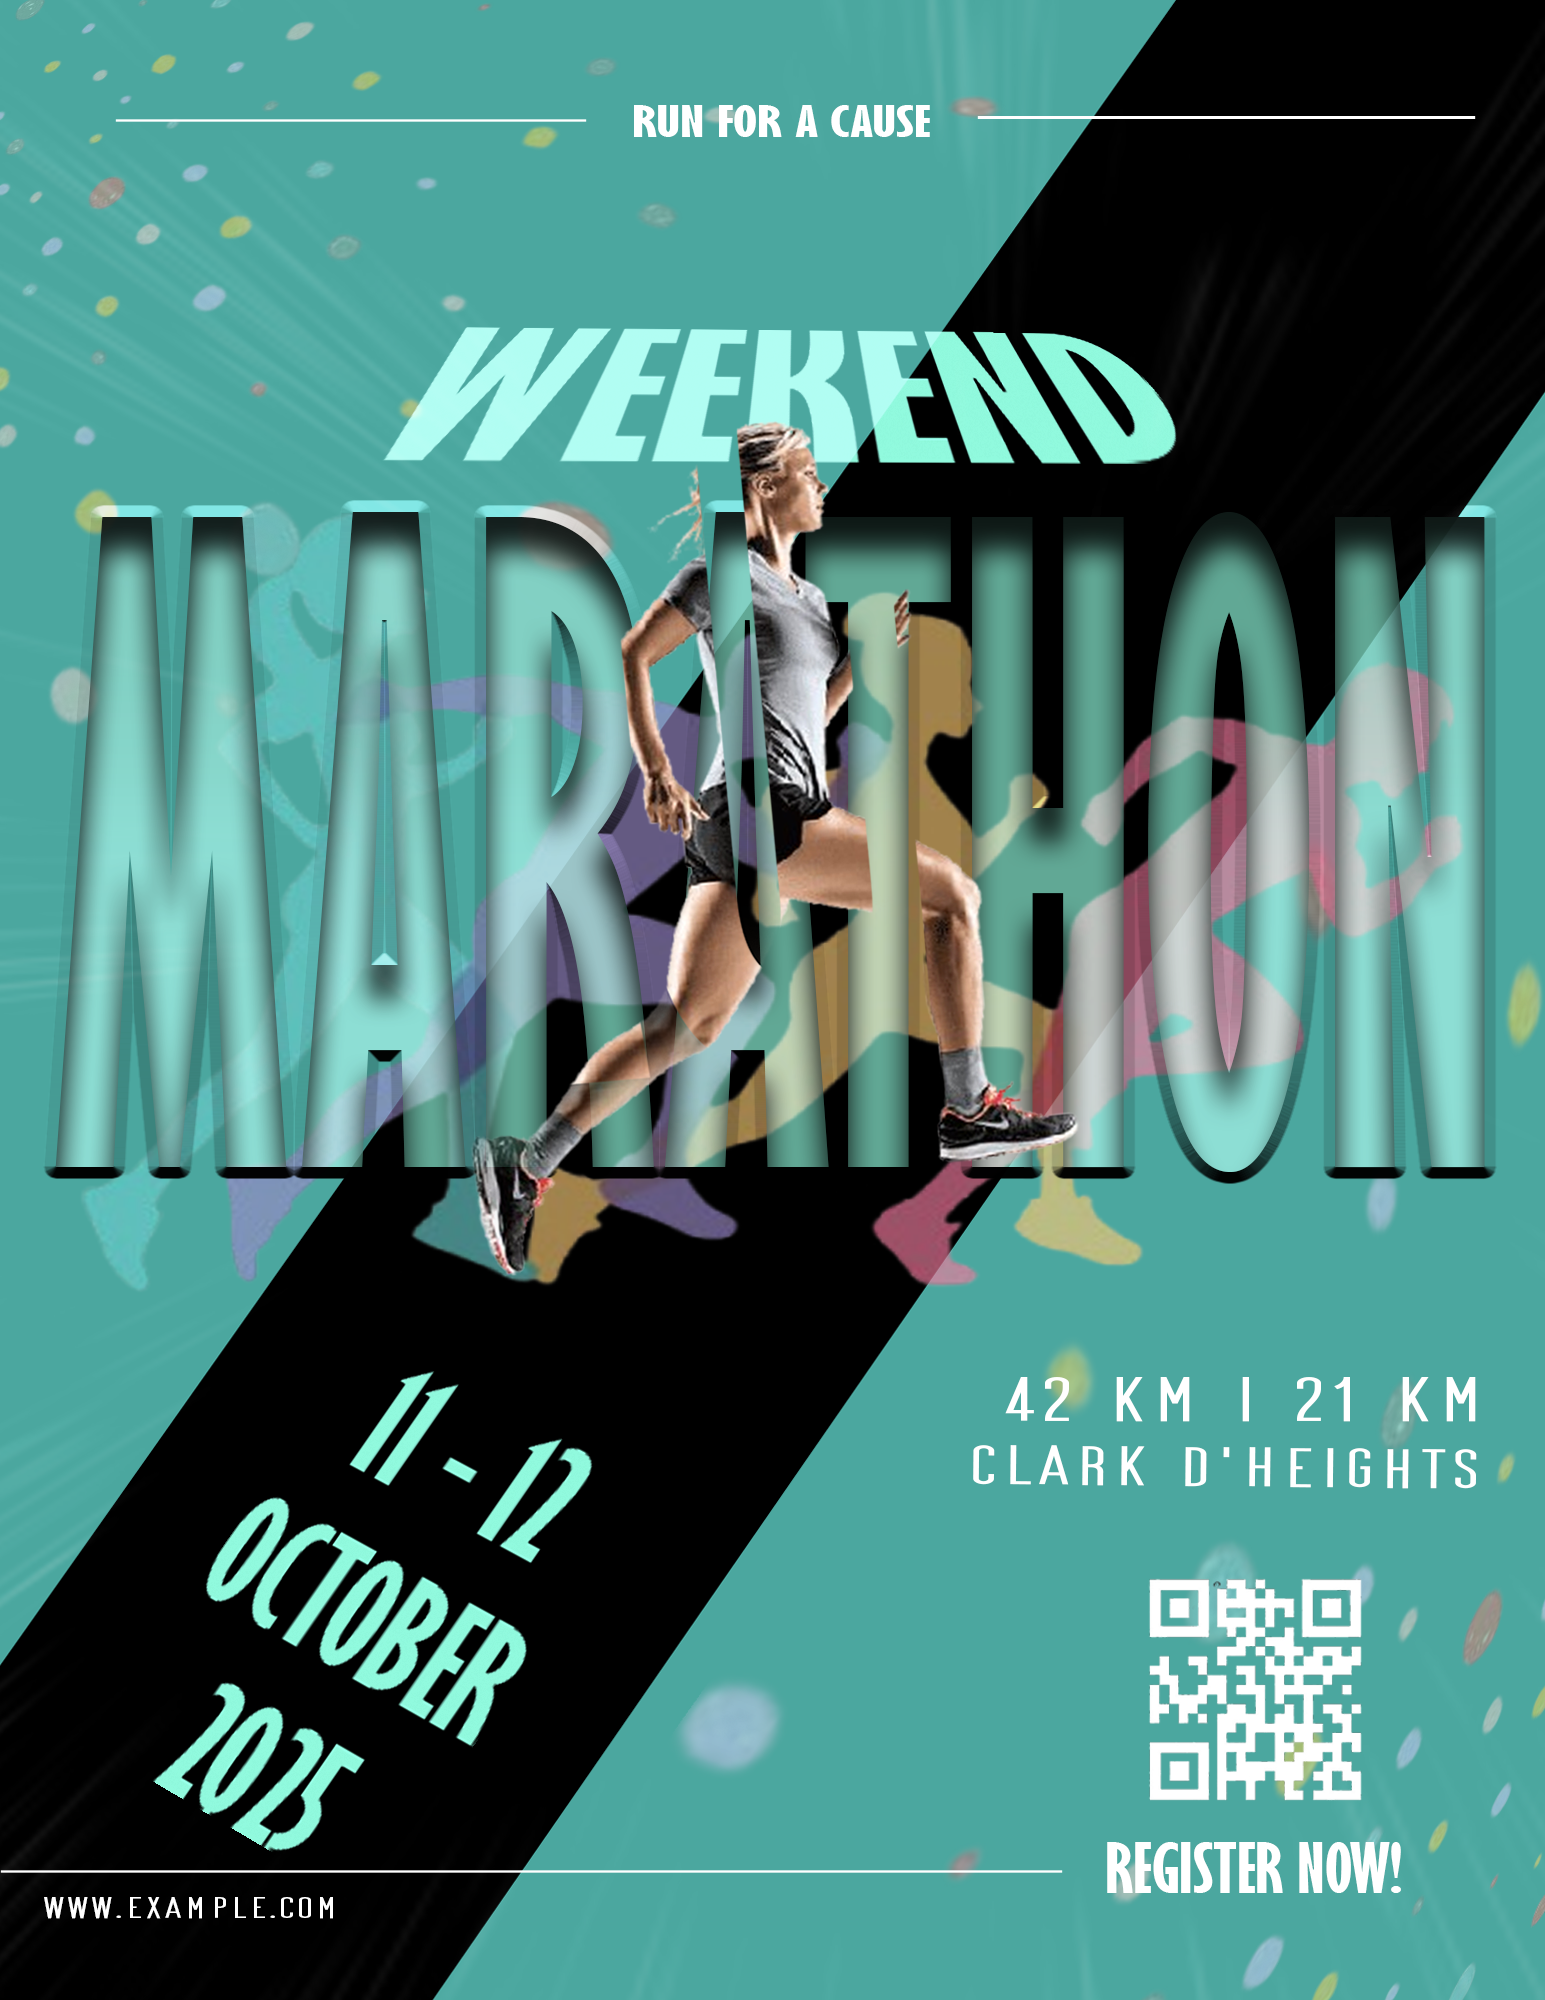 RUN FOR A CAUSE
WEEKEND
MARATHON
11 - 12
OCTOBER
2025
42 KM I 21 KM
CLARK D'HEIGHTS
REGISTER NOW!
WWW.EXAMPLE.COM